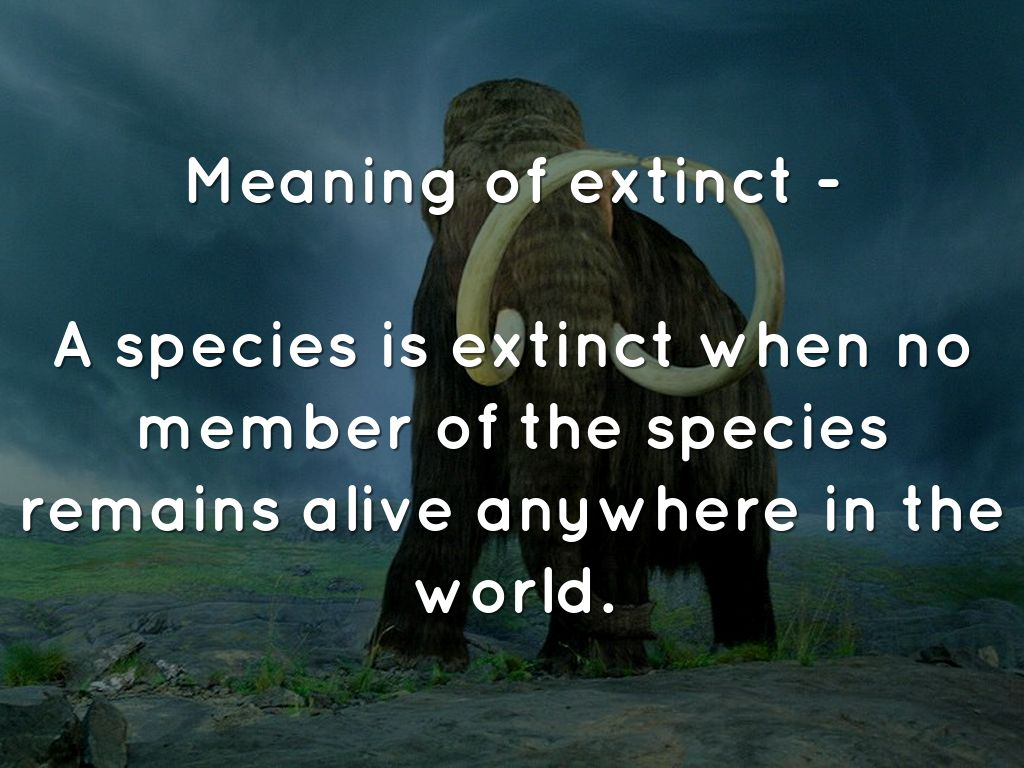 Meaning of extinct -
A species is extinct when no
member of the species
remains alive anywhere in the
world.